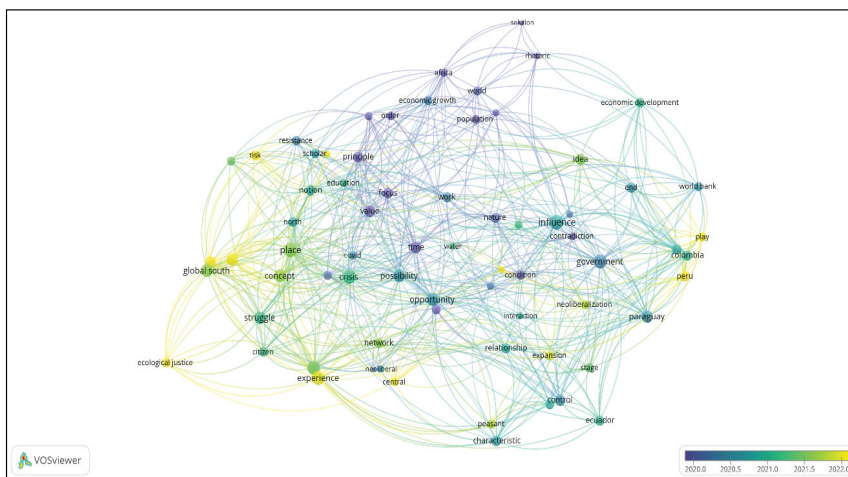 solution
rhetoric
africa
world
economic growth
economic development
order
population
resistance
risk
scholar
principle
idea
education
notion
focus
work
end
world bank
value
nature
north
influence
contradiction
play
place
time
water
covid
colombia
government
global south
concept
crisis
possibility
condition
peru
opportunity
neoliberalization
struggle
interaction
paraguay
network
relationship
citizen
expansion
ecological justice
neoliberal
stage
experience
central
control
peasant
ecuador
characteristic
VOSviewer
2020.0 2020.5 2021.0 2021.5 2022.0